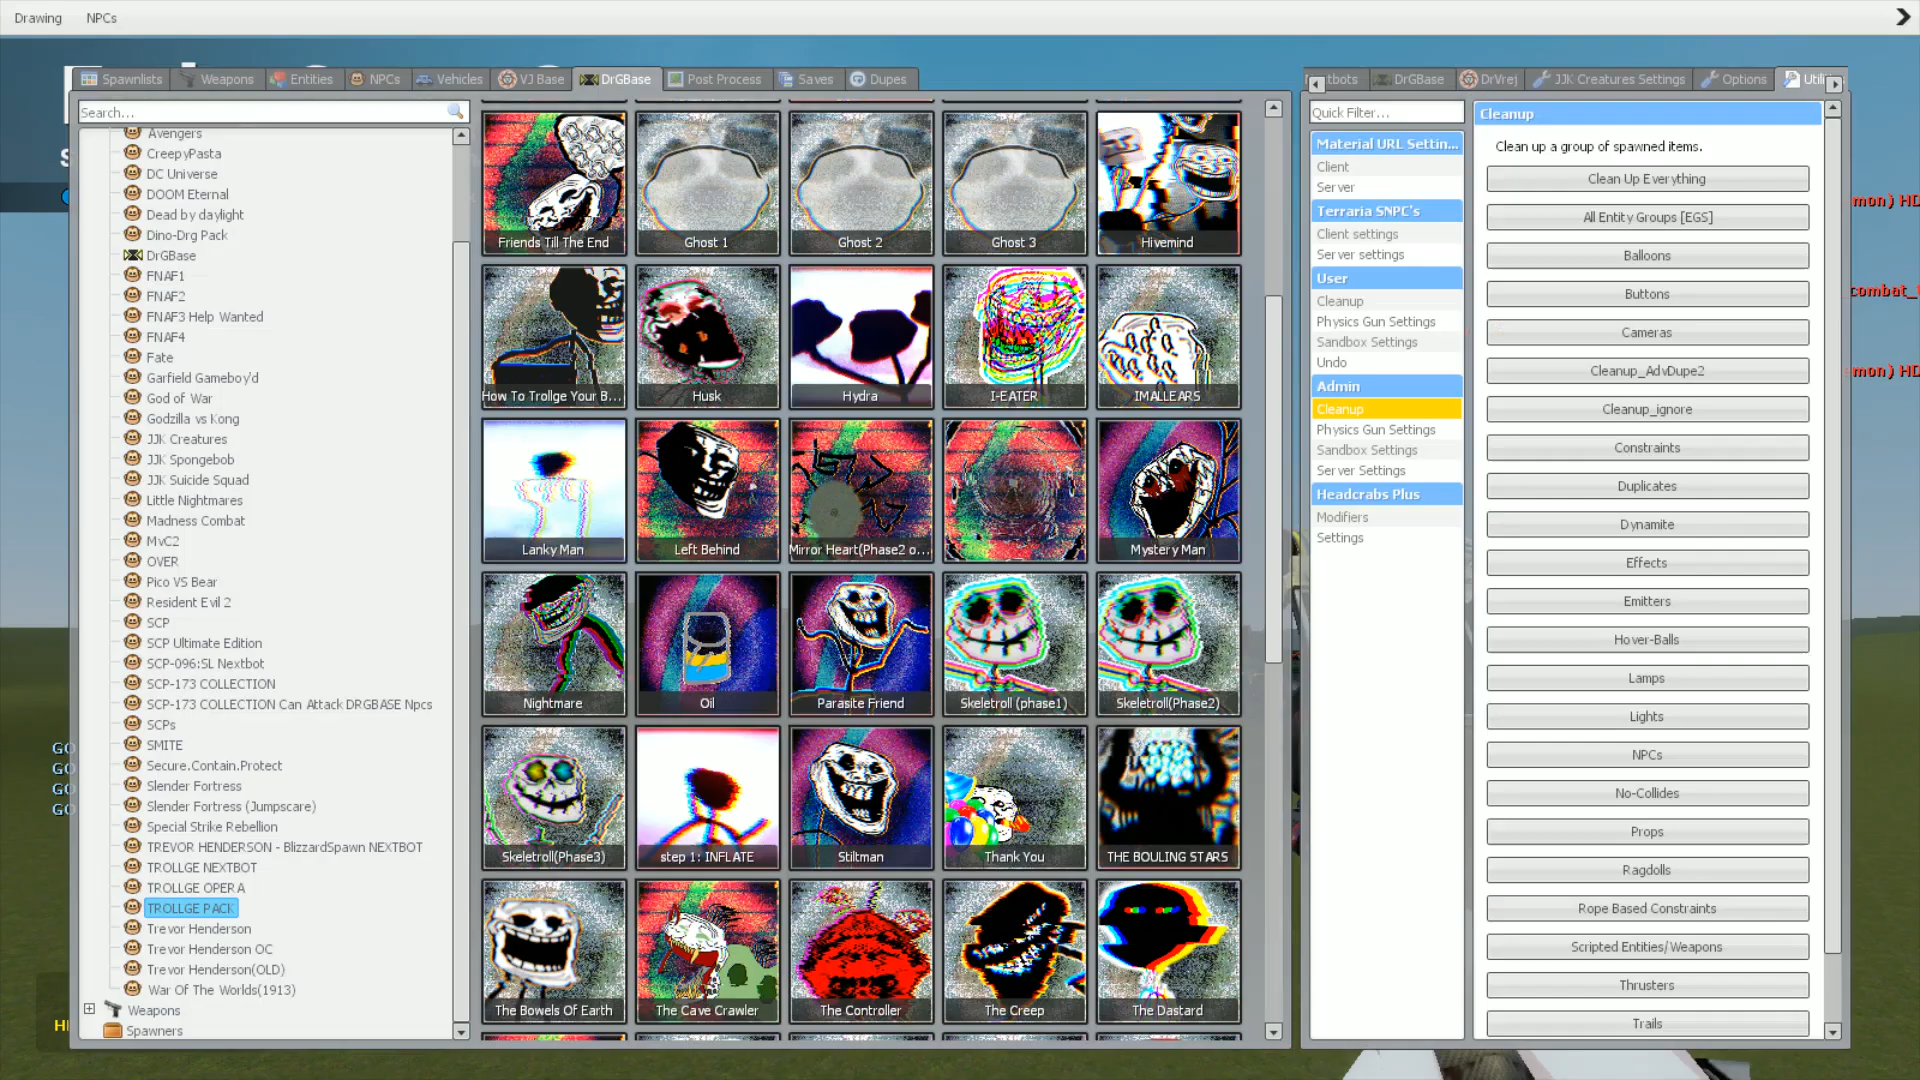 Drawing NPCs
Spawnlists Weapons Entities NPCs Vehicles VJ Base DrGBase Post Process Saves Dupes
Search...
Avengers
CreepyPasta
DC Universe
DOOM Eternal
Dead by daylight
Dino-Drg Pack
DrGBase
FNAF1
FNAF2
FNAF3 Help Wanted
FNAF4
Fate
Garfield Gameboy'd
God of War
Godzilla vs Kong
JJK Creatures
JJK Spongebob
JJK Suicide Squad
Little Nightmares
Madness Combat
MvC2
OVER
Pico VS Bear
Resident Evil 2
SCP
SCP Ultimate Edition
SCP-096:SL Nextbot
SCP-173 COLLECTION
SCP-173 COLLECTION Can Attack DRGBASE Npcs
SCPs
SMITE
Secure.Contain.Protect
Slender Fortress
Slender Fortress (Jumpscare)
Special Strike Rebellion
TREVOR HENDERSON - BlizzardSpawn NEXTBOT
TROLLGE NEXTBOT
TROLLGE OPERA
TROLLGE PACK
Trevor Henderson
Trevor Henderson OC
Trevor Henderson(OLD)
War Of The Worlds(1913)
Weapons
Spawners
Friends Till The End Ghost 1 Ghost 2 Ghost 3 Hivemind
How To Trollge Your B... Husk Hydra I-EATER IMALLEARS
Lanky Man Left Behind Mirror Heart(Phase2 o... Mystery Man
Nightmare Oil Parasite Friend Skeletroll (phase1) Skeletroll(Phase2)
Skeletroll(Phase3) step 1: INFLATE Stiltman Thank You THE BOULING STARS
The Bowels Of Earth The Cave Crawler The Controller The Creep The Dastard
tbots DrGBase DrVrej JJK Creatures Settings Options Utili
Quick Filter...
Material URL Settin...
Client
Server
Terraria SNPC's
Client settings
Server settings
User
Cleanup
Physics Gun Settings
Sandbox Settings
Undo
Admin
Cleanup
Physics Gun Settings
Sandbox Settings
Server Settings
Headcrabs Plus
Modifiers
Settings
Cleanup
Clean up a group of spawned items.
Clean Up Everything
All Entity Groups [EGS]
Balloons
Buttons
Cameras
Cleanup_AdvDupe2
Cleanup_ignore
Constraints
Duplicates
Dynamite
Effects
Emitters
Hover-Balls
Lamps
Lights
NPCs
No-Collides
Props
Ragdolls
Rope Based Constraints
Scripted Entities/Weapons
Thrusters
Trails
mon) HD
combat_
mon) HD
GO
GO
GO
GO